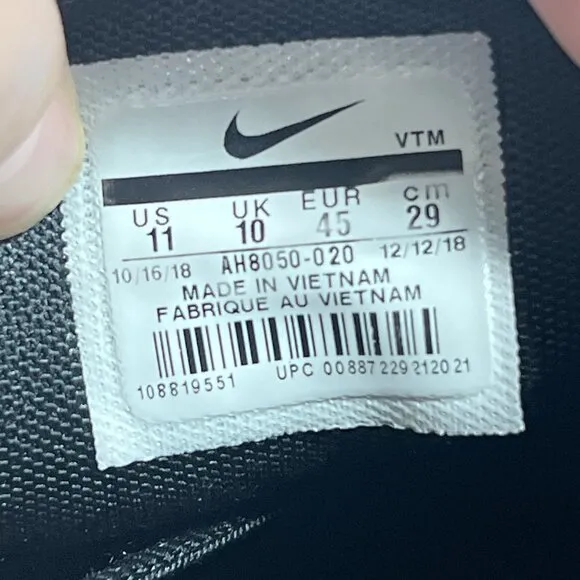 VTM
US UK EUR cm
11 10 45 29
10/16/18 AH8050-020 12/12/18
MADE IN VIETNAM
FABRIQUE AU VIETNAM
108819551 UPC 00887229212021